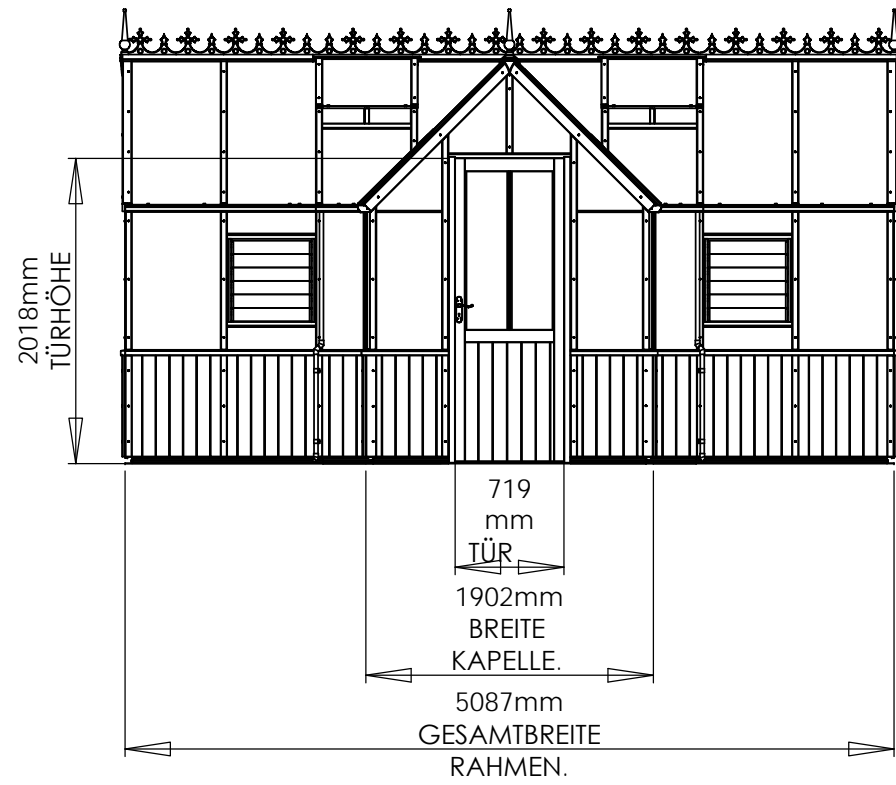 2018mm
TÜRHÖHE
719
mm
TÜR
1902mm
BREITE
KAPELLE.
5087mm
GESAMTBREITE
RAHMEN.